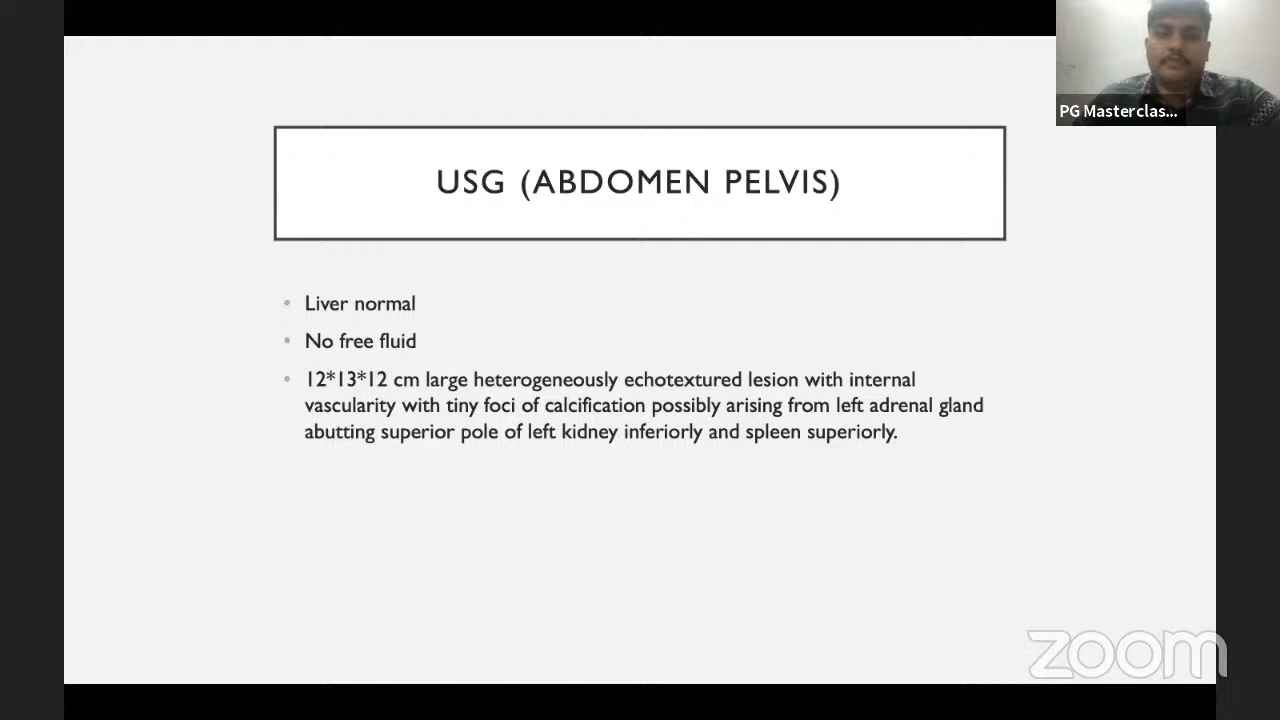 PG Masterclas...
USG (ABDOMEN PELVIS)
• Liver normal
• No free fluid
• 12*13*12 cm large heterogeneously echotextured lesion with internal
vascularity with tiny foci of calcification possibly arising from left adrenal gland
abutting superior pole of left kidney inferiorly and spleen superiorly.
zoom